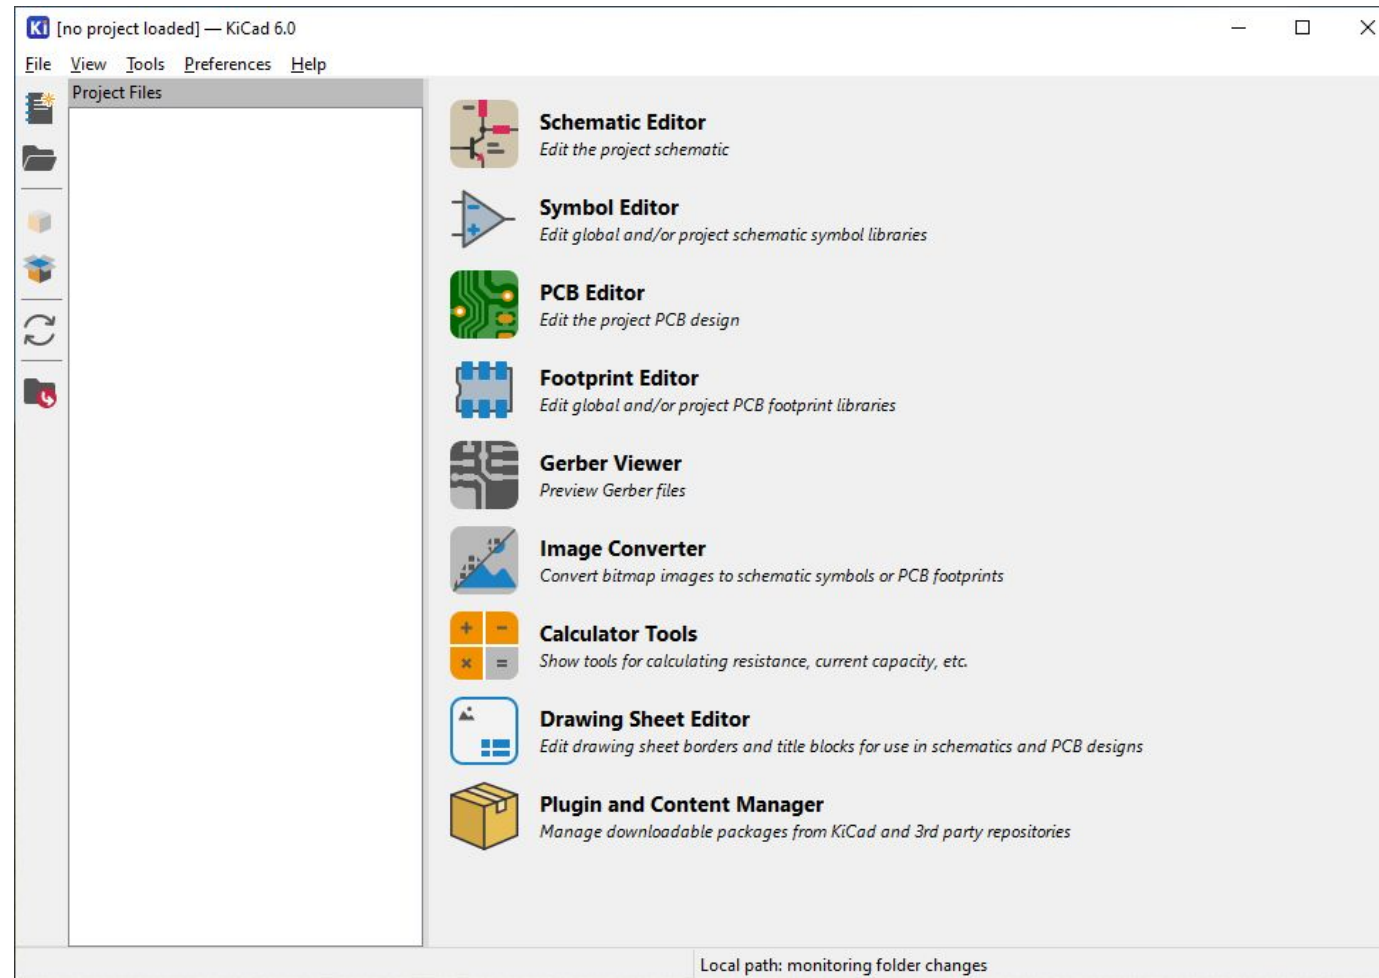 Ki [no project loaded] — KiCad 6.0
File View Tools Preferences Help
Project Files
Schematic Editor
Edit the project schematic
Symbol Editor
Edit global and/or project schematic symbol libraries
PCB Editor
Edit the project PCB design
Footprint Editor
Edit global and/or project PCB footprint libraries
Gerber Viewer
Preview Gerber files
Image Converter
Convert bitmap images to schematic symbols or PCB footprints
Calculator Tools
Show tools for calculating resistance, current capacity, etc.
Drawing Sheet Editor
Edit drawing sheet borders and title blocks for use in schematics and PCB designs
Plugin and Content Manager
Manage downloadable packages from KiCad and 3rd party repositories
Local path: monitoring folder changes